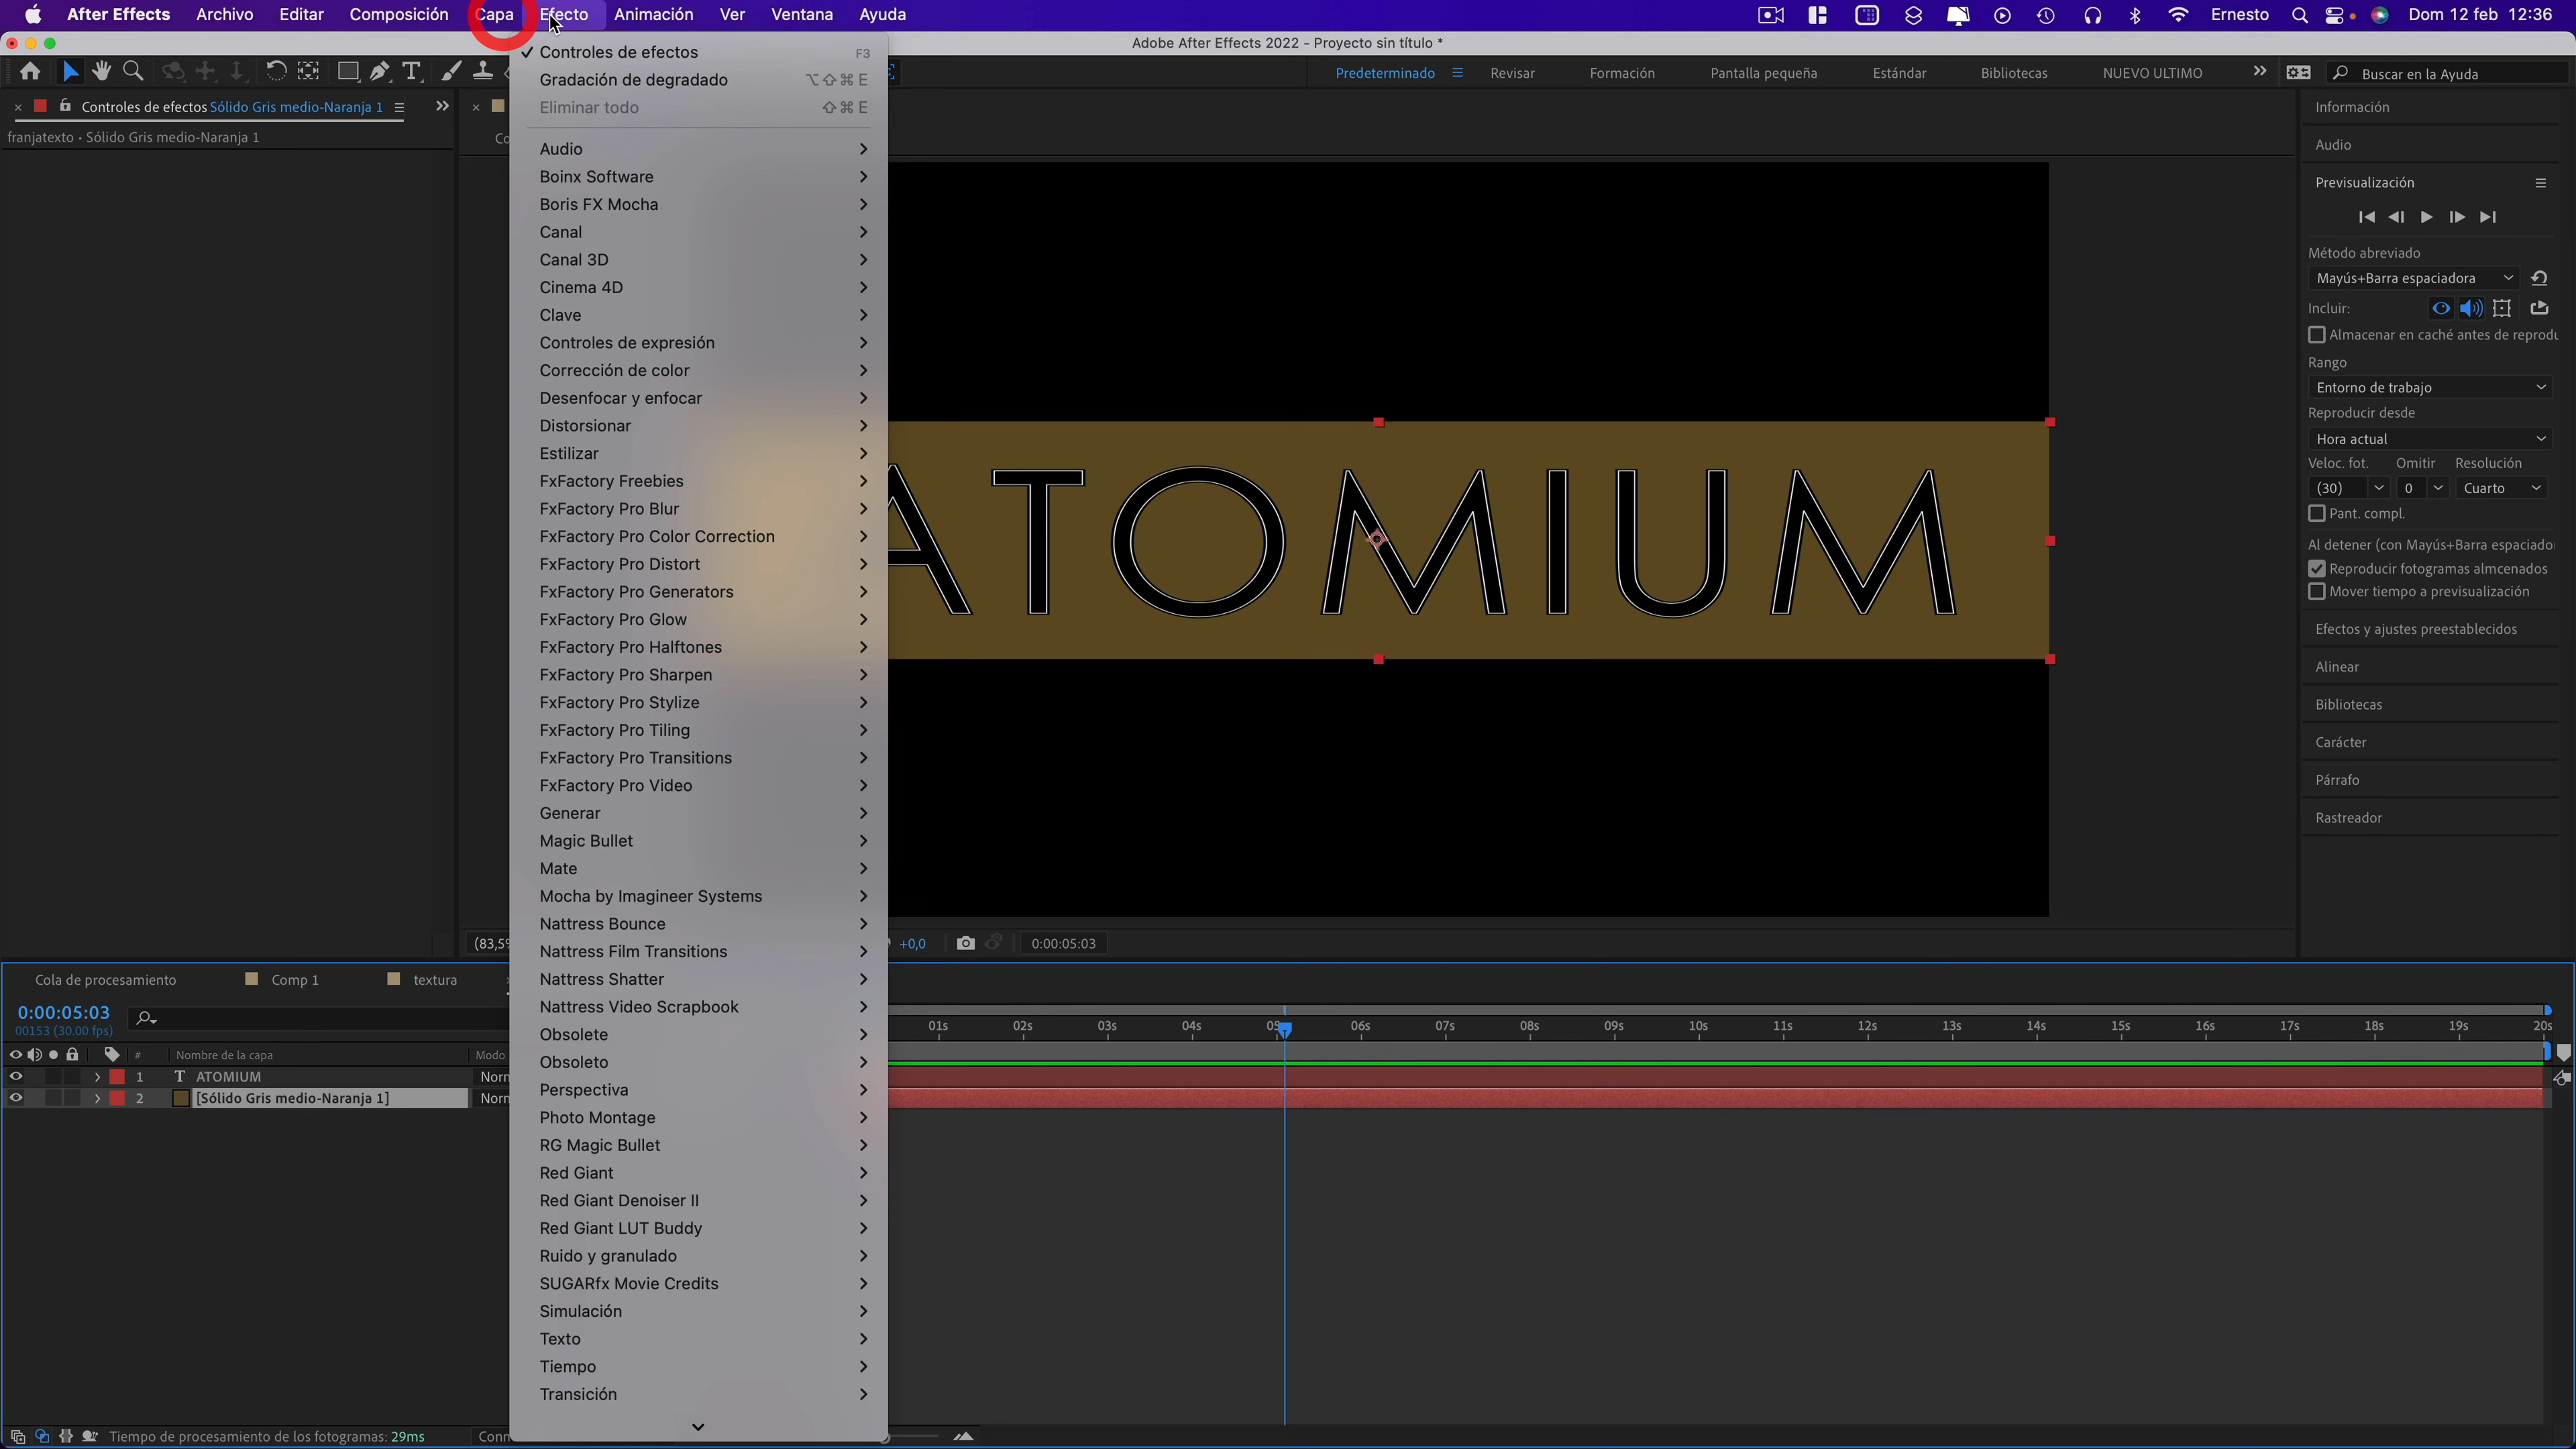 After Effects Archivo Editar Composición Capa Efecto Animación Ver Ventana Ayuda Ernesto Dom 12 feb 12:36
Adobe After Effects 2022 - Proyecto sin título *
Predeterminado Revisar Formación Pantalla pequeña Estándar Bibliotecas NUEVO ULTIMO Buscar en la Ayuda
Controles de efectos Sólido Gris medio-Naranja 1
franjatexto • Sólido Gris medio-Naranja 1
Co
Controles de efectos F3
Gradación de degradado ⌥⇧⌘E
Eliminar todo ⇧⌘E
Audio
Boinx Software
Boris FX Mocha
Canal
Canal 3D
Cinema 4D
Clave
Controles de expresión
Corrección de color
Desenfocar y enfocar
Distorsionar
Estilizar
FxFactory Freebies
FxFactory Pro Blur
FxFactory Pro Color Correction
FxFactory Pro Distort
FxFactory Pro Generators
FxFactory Pro Glow
FxFactory Pro Halftones
FxFactory Pro Sharpen
FxFactory Pro Stylize
FxFactory Pro Tiling
FxFactory Pro Transitions
FxFactory Pro Video
Generar
Magic Bullet
Mate
Mocha by Imagineer Systems
Nattress Bounce
Nattress Film Transitions
Nattress Shatter
Nattress Video Scrapbook
Obsolete
Obsoleto
Perspectiva
Photo Montage
RG Magic Bullet
Red Giant
Red Giant Denoiser II
Red Giant LUT Buddy
Ruido y granulado
SUGARfx Movie Credits
Simulación
Texto
Tiempo
Transición
ATOMIUM
Información
Audio
Previsualización
Método abreviado
Mayús+Barra espaciadora
Incluir:
Almacenar en caché antes de reprodu
Rango
Entorno de trabajo
Reproducir desde
Hora actual
Veloc. fot. Omitir Resolución
(30) 0 Cuarto
Pant. compl.
Al detener (con Mayús+Barra espaciado
Reproducir fotogramas almcenados
Mover tiempo a previsualización
Efectos y ajustes preestablecidos
Alinear
Bibliotecas
Carácter
Párrafo
Rastreador
(83,5% +0,0 0:00:05:03
Cola de procesamiento Comp 1 textura
0:00:05:03
00153 (30.00 fps)
01s 02s 03s 04s 05 06s 07s 08s 09s 10s 11s 12s 13s 14s 15s 16s 17s 18s 19s 20s
# Nombre de la capa Modo
1 T ATOMIUM Norn
2 [Sólido Gris medio-Naranja 1] Norn
Tiempo de procesamiento de los fotogramas: 29ms Conn